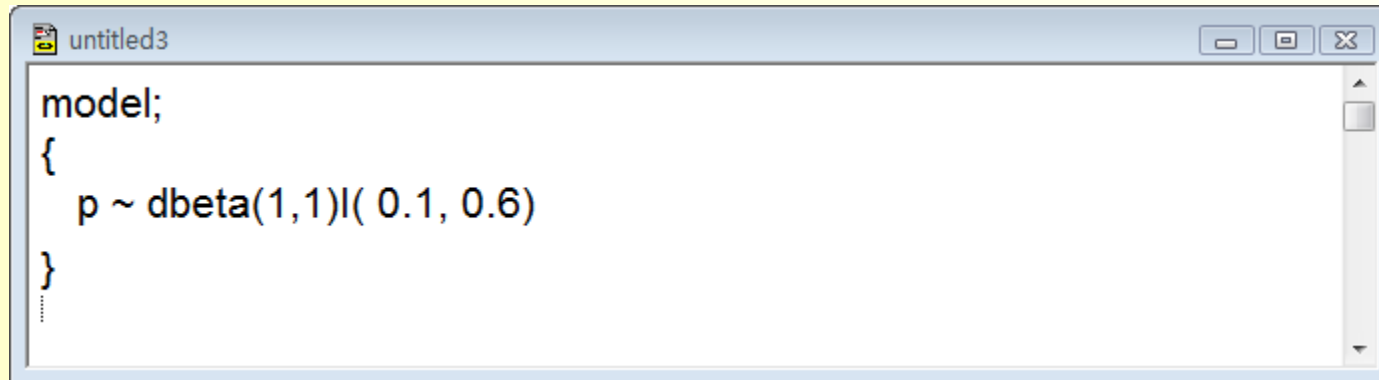 untitled3
model;
{
p ~ dbeta(1,1)I( 0.1, 0.6)
}